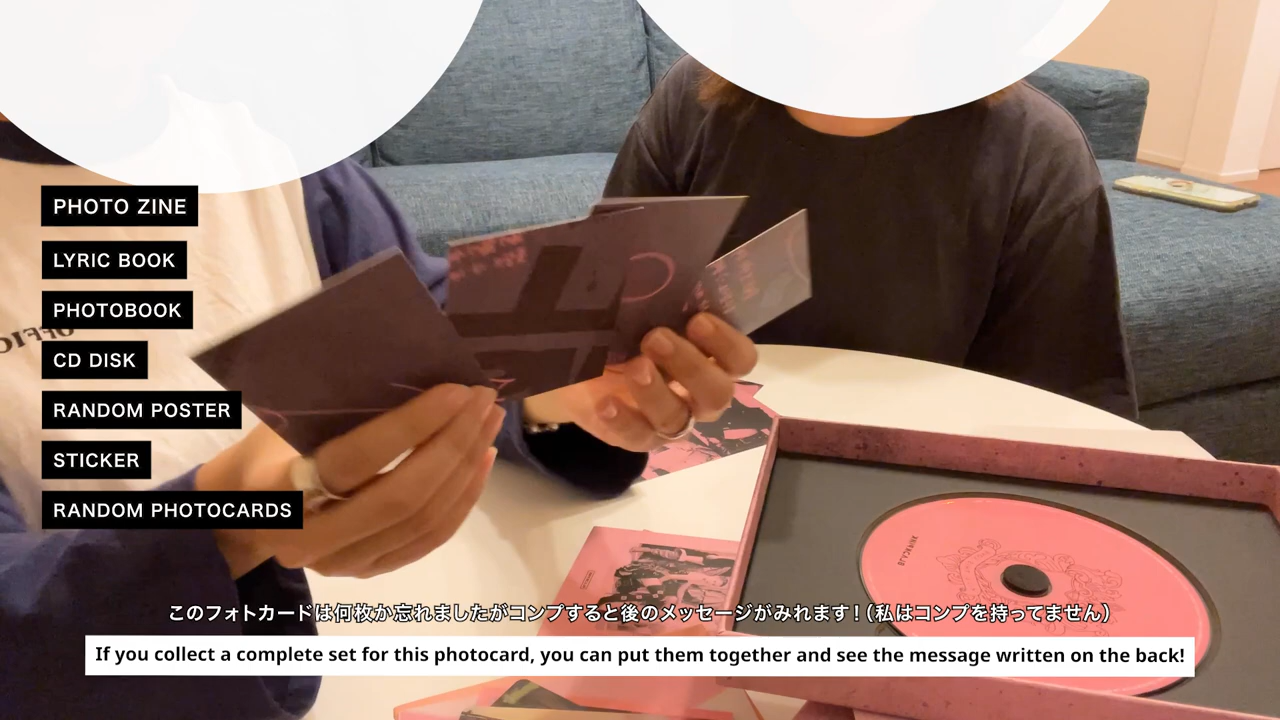 PHOTO ZINE
LYRIC BOOK
PHOTOBOOK
CD DISK
RANDOM POSTER
STICKER
RANDOM PHOTOCARDS
このフォトカードは何枚か忘れましたがコンプすると後のメッセージがみれます！（私はコンプを持ってません）
If you collect a complete set for this photocard, you can put them together and see the message written on the back!